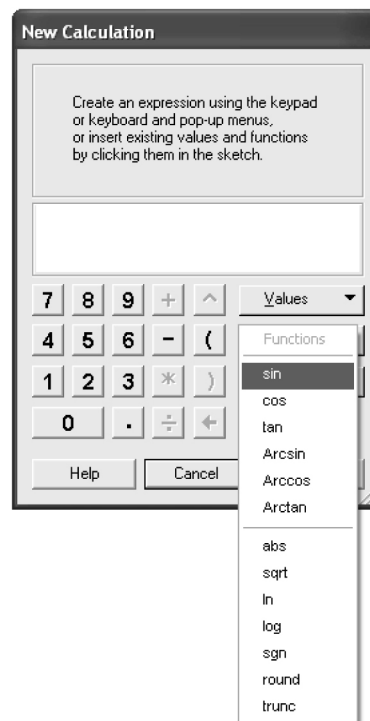 New Calculation
Create an expression using the keypad
or keyboard and pop-up menus,
or insert existing values and functions
by clicking them in the sketch.
7 8 9 + ^ Values
4 5 6 - (
1 2 3 * )
0 . ÷ ←
Help Cancel
Functions
sin
cos
tan
Arcsin
Arccos
Arctan
abs
sqrt
ln
log
sgn
round
trunc